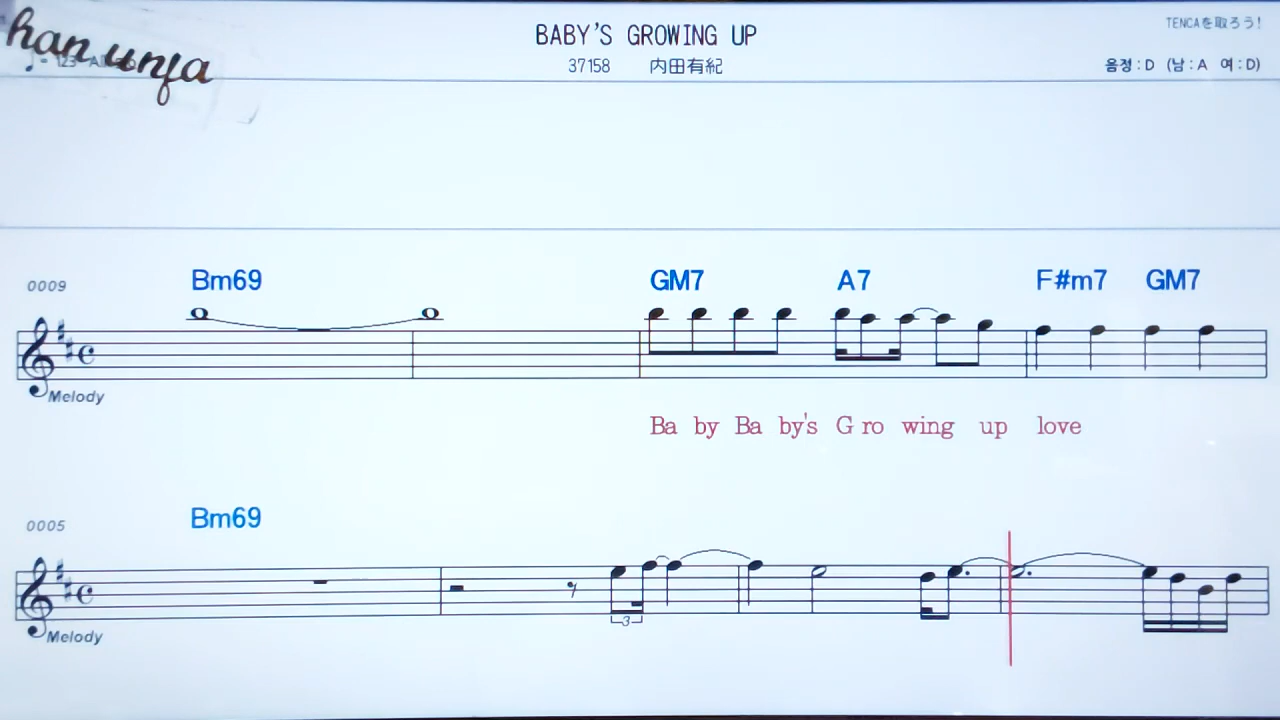 han unfa
BABY'S GROWING UP
TENCAを取ろう!
37158 内田有紀
음정:D (남:A 여:D)
0009 Bm69 GM7 A7 F#m7 GM7
Melody
Ba by Ba by's G ro wing up love
0005 Bm69
3
Melody